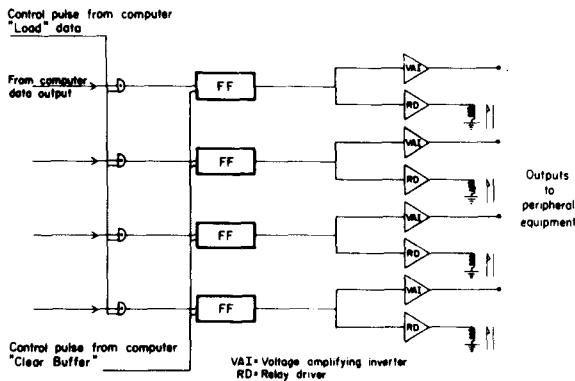 Control pulse from computer
"Load" data
From computer
data output
FF
VAI
RD
FF
VAI
RD
Outputs
to
peripheral
equipment
FF
VAI
RD
FF
VAI
RD
Control pulse from computer
"Clear Buffer"
VAI= Voltage amplifying inverter
RD= Relay driver